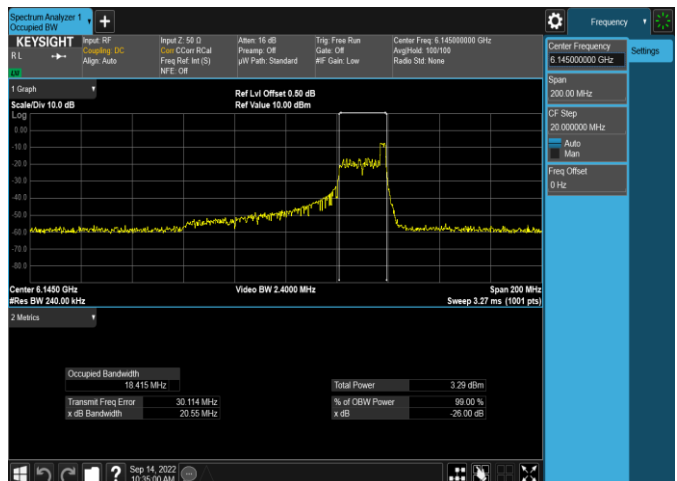 Spectrum Analyzer 1
Occupied BW
+
Frequency
KEYSIGHT
R L
LV
Input: RF
Coupling: DC
Align: Auto
Input Z: 50 Ω
Corr CCorr RCal
Freq Ref: Int (S)
NFE: Off
Atten: 16 dB
Preamp: Off
µW Path: Standard
Trig: Free Run
Gate: Off
#IF Gain: Low
Center Freq: 6.145000000 GHz
Avg|Hold: 100/100
Radio Std: None
Center Frequency
6.145000000 GHz
Settings
Span
200.00 MHz
CF Step
20.000000 MHz
Auto
Man
Freq Offset
0 Hz
1 Graph
Scale/Div 10.0 dB
Ref Lvl Offset 0.50 dB
Ref Value 10.00 dBm
Log
0.00
-10.0
-20.0
-30.0
-40.0
-50.0
-60.0
-70.0
-80.0
Center 6.1450 GHz
#Res BW 240.00 kHz
Video BW 2.4000 MHz
Span 200 MHz
Sweep 3.27 ms (1001 pts)
2 Metrics
Occupied Bandwidth
18.415 MHz
Transmit Freq Error 30.114 MHz
x dB Bandwidth 20.55 MHz
Total Power 3.29 dBm
% of OBW Power 99.00 %
x dB -26.00 dB
?
Sep 14, 2022
10:35:00 AM